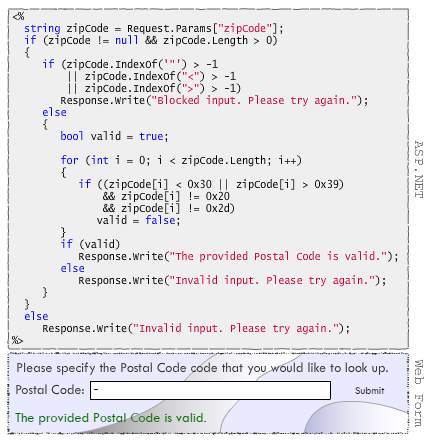 <%
string zipCode = Request.Params["zipCode"];
if (zipCode != null && zipCode.Length > 0)
{
if (zipCode.IndexOf('"') > -1
|| zipCode.IndexOf("<") > -1
|| zipCode.IndexOf(">") > -1)
Response.Write("Blocked input. Please try again.");
else
{
bool valid = true;
for (int i = 0; i < zipCode.Length; i++)
{
if ((zipCode[i] < 0x30 || zipCode[i] > 0x39)
&& zipCode[i] != 0x20
&& zipCode[i] != 0x2d)
valid = false;
}
if (valid)
Response.Write("The provided Postal Code is valid.");
else
Response.Write("Invalid input. Please try again.");
}
}
else
Response.Write("Invalid input. Please try again.");
%>
ASP.NET
Please specify the Postal Code code that you would like to look up.
Postal Code: - Submit
The provided Postal Code is valid.
Web Form